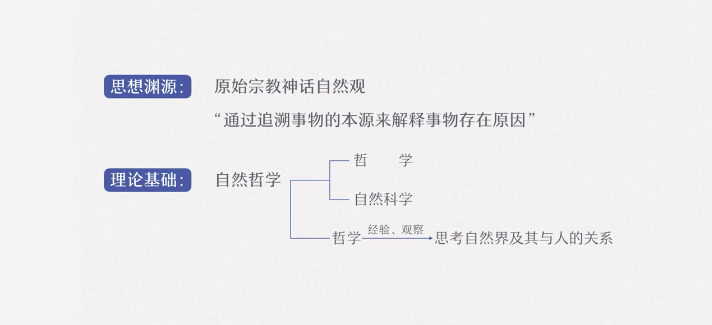 思想渊源： 原始宗教神话自然观
“通过追溯事物的本源来解释事物存在原因”
理论基础： 自然哲学
哲 学
自然科学
哲学 经验、观察 思考自然界及其与人的关系